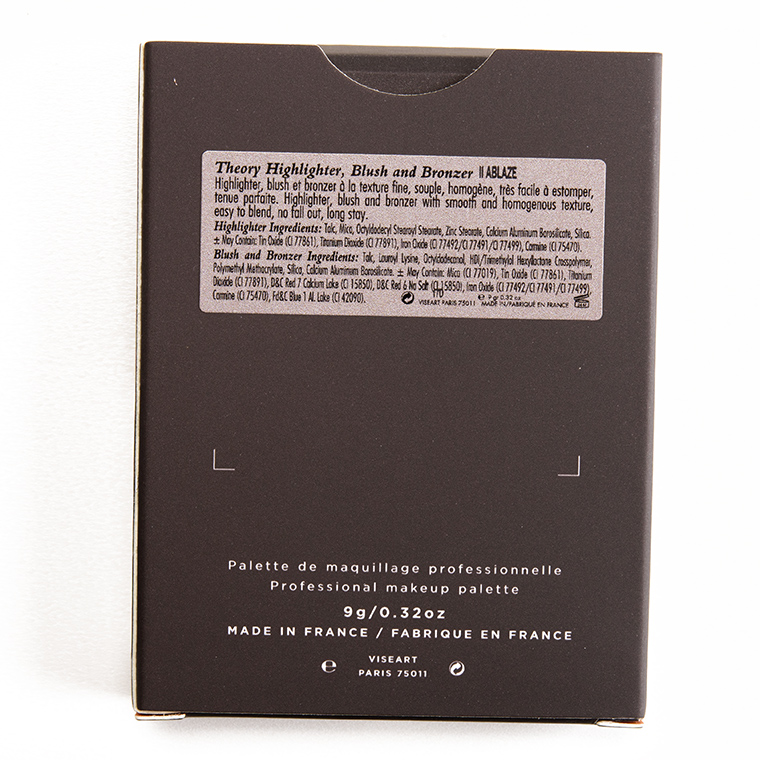 Theory Highlighter, Blush and Bronzer II ABLAZE
Highlighter, blush et bronzer à la texture fine, souple, homogène, très facile à estomper,
tenue parfaite. Highlighter, blush and bronzer with smooth and homogenous texture,
easy to blend, no fall out, long stay.
Highlighter Ingredients: Talc, Mica, Octyldodecyl Stearoyl Stearate, Zinc Stearate, Calcium Aluminum Borosilicate, Silica.
± May Contain: Tin Oxide (CI 77861), Titanium Dioxide (CI 77891), Iron Oxide (CI 77492/CI 77491/CI 77499), Carmine (CI 75470).
Blush and Bronzer Ingredients: Talc, Lauroyl Lysine, Octyldodecanol, HDI/Trimethylol Hexyllactone Crosspolymer,
Polymethyl Methacrylate, Silica, Calcium Aluminum Borosilicate. ± May Contain: Mica (CI 77019), Tin Oxide (CI 77861), Titanium
Dioxide (CI 77891), D&C Red 7 Calcium Lake (CI 15850), D&C Red 6 Na Salt (CI 15850), Iron Oxide (CI 77492/CI 77491/CI 77499),
Carmine (CI 75470), Fd&C Blue 1 Al. Lake (CI 42090).
℮ 9 gr 0.32 oz
VISEART PARIS 75011 MADE IN/FABRIQUÉ EN FRANCE
Palette de maquillage professionnelle
Professional makeup palette
9g/0.32oz
MADE IN FRANCE / FABRIQUE EN FRANCE
℮ VISEART
PARIS 75011